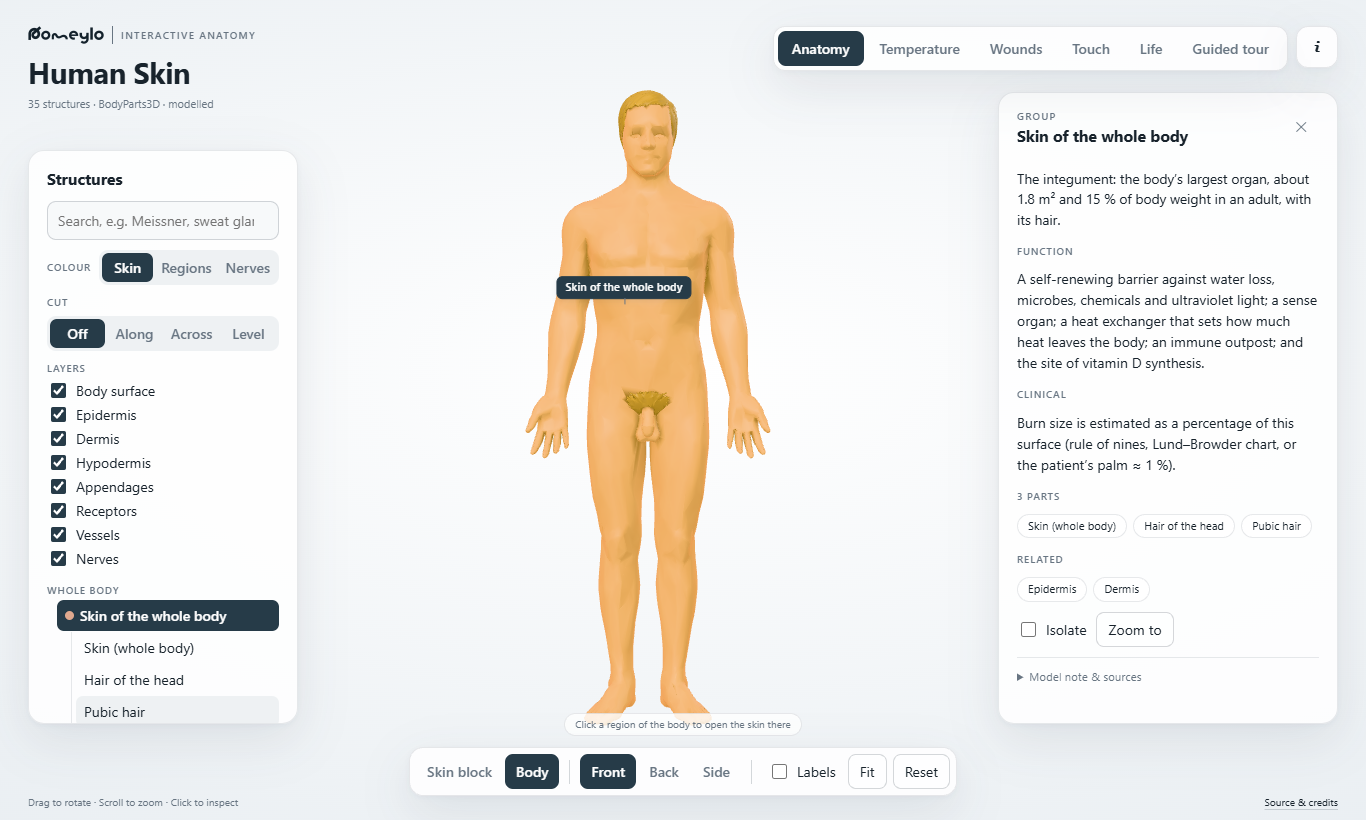 Domeylo
INTERACTIVE ANATOMY
Human Skin
35 structures · BodyParts3D · modelled
Anatomy
Temperature
Wounds
Touch
Life
Guided tour
i
Structures
Search, e.g. Meissner, sweat glan
COLOUR
Skin
Regions
Nerves
CUT
Off
Along
Across
Level
LAYERS
Body surface
Epidermis
Dermis
Hypodermis
Appendages
Receptors
Vessels
Nerves
WHOLE BODY
Skin of the whole body
Skin (whole body)
Hair of the head
Pubic hair
Skin of the whole body
Click a region of the body to open the skin there
Skin block
Body
Front
Back
Side
Labels
Fit
Reset
GROUP
Skin of the whole body
The integument: the body's largest organ, about
1.8 m² and 15 % of body weight in an adult, with
its hair.
FUNCTION
A self-renewing barrier against water loss,
microbes, chemicals and ultraviolet light; a sense
organ; a heat exchanger that sets how much
heat leaves the body; an immune outpost; and
the site of vitamin D synthesis.
CLINICAL
Burn size is estimated as a percentage of this
surface (rule of nines, Lund–Browder chart, or
the patient's palm ≈ 1 %).
3 PARTS
Skin (whole body)
Hair of the head
Pubic hair
RELATED
Epidermis
Dermis
Isolate
Zoom to
Model note & sources
Drag to rotate · Scroll to zoom · Click to inspect
Source & credits